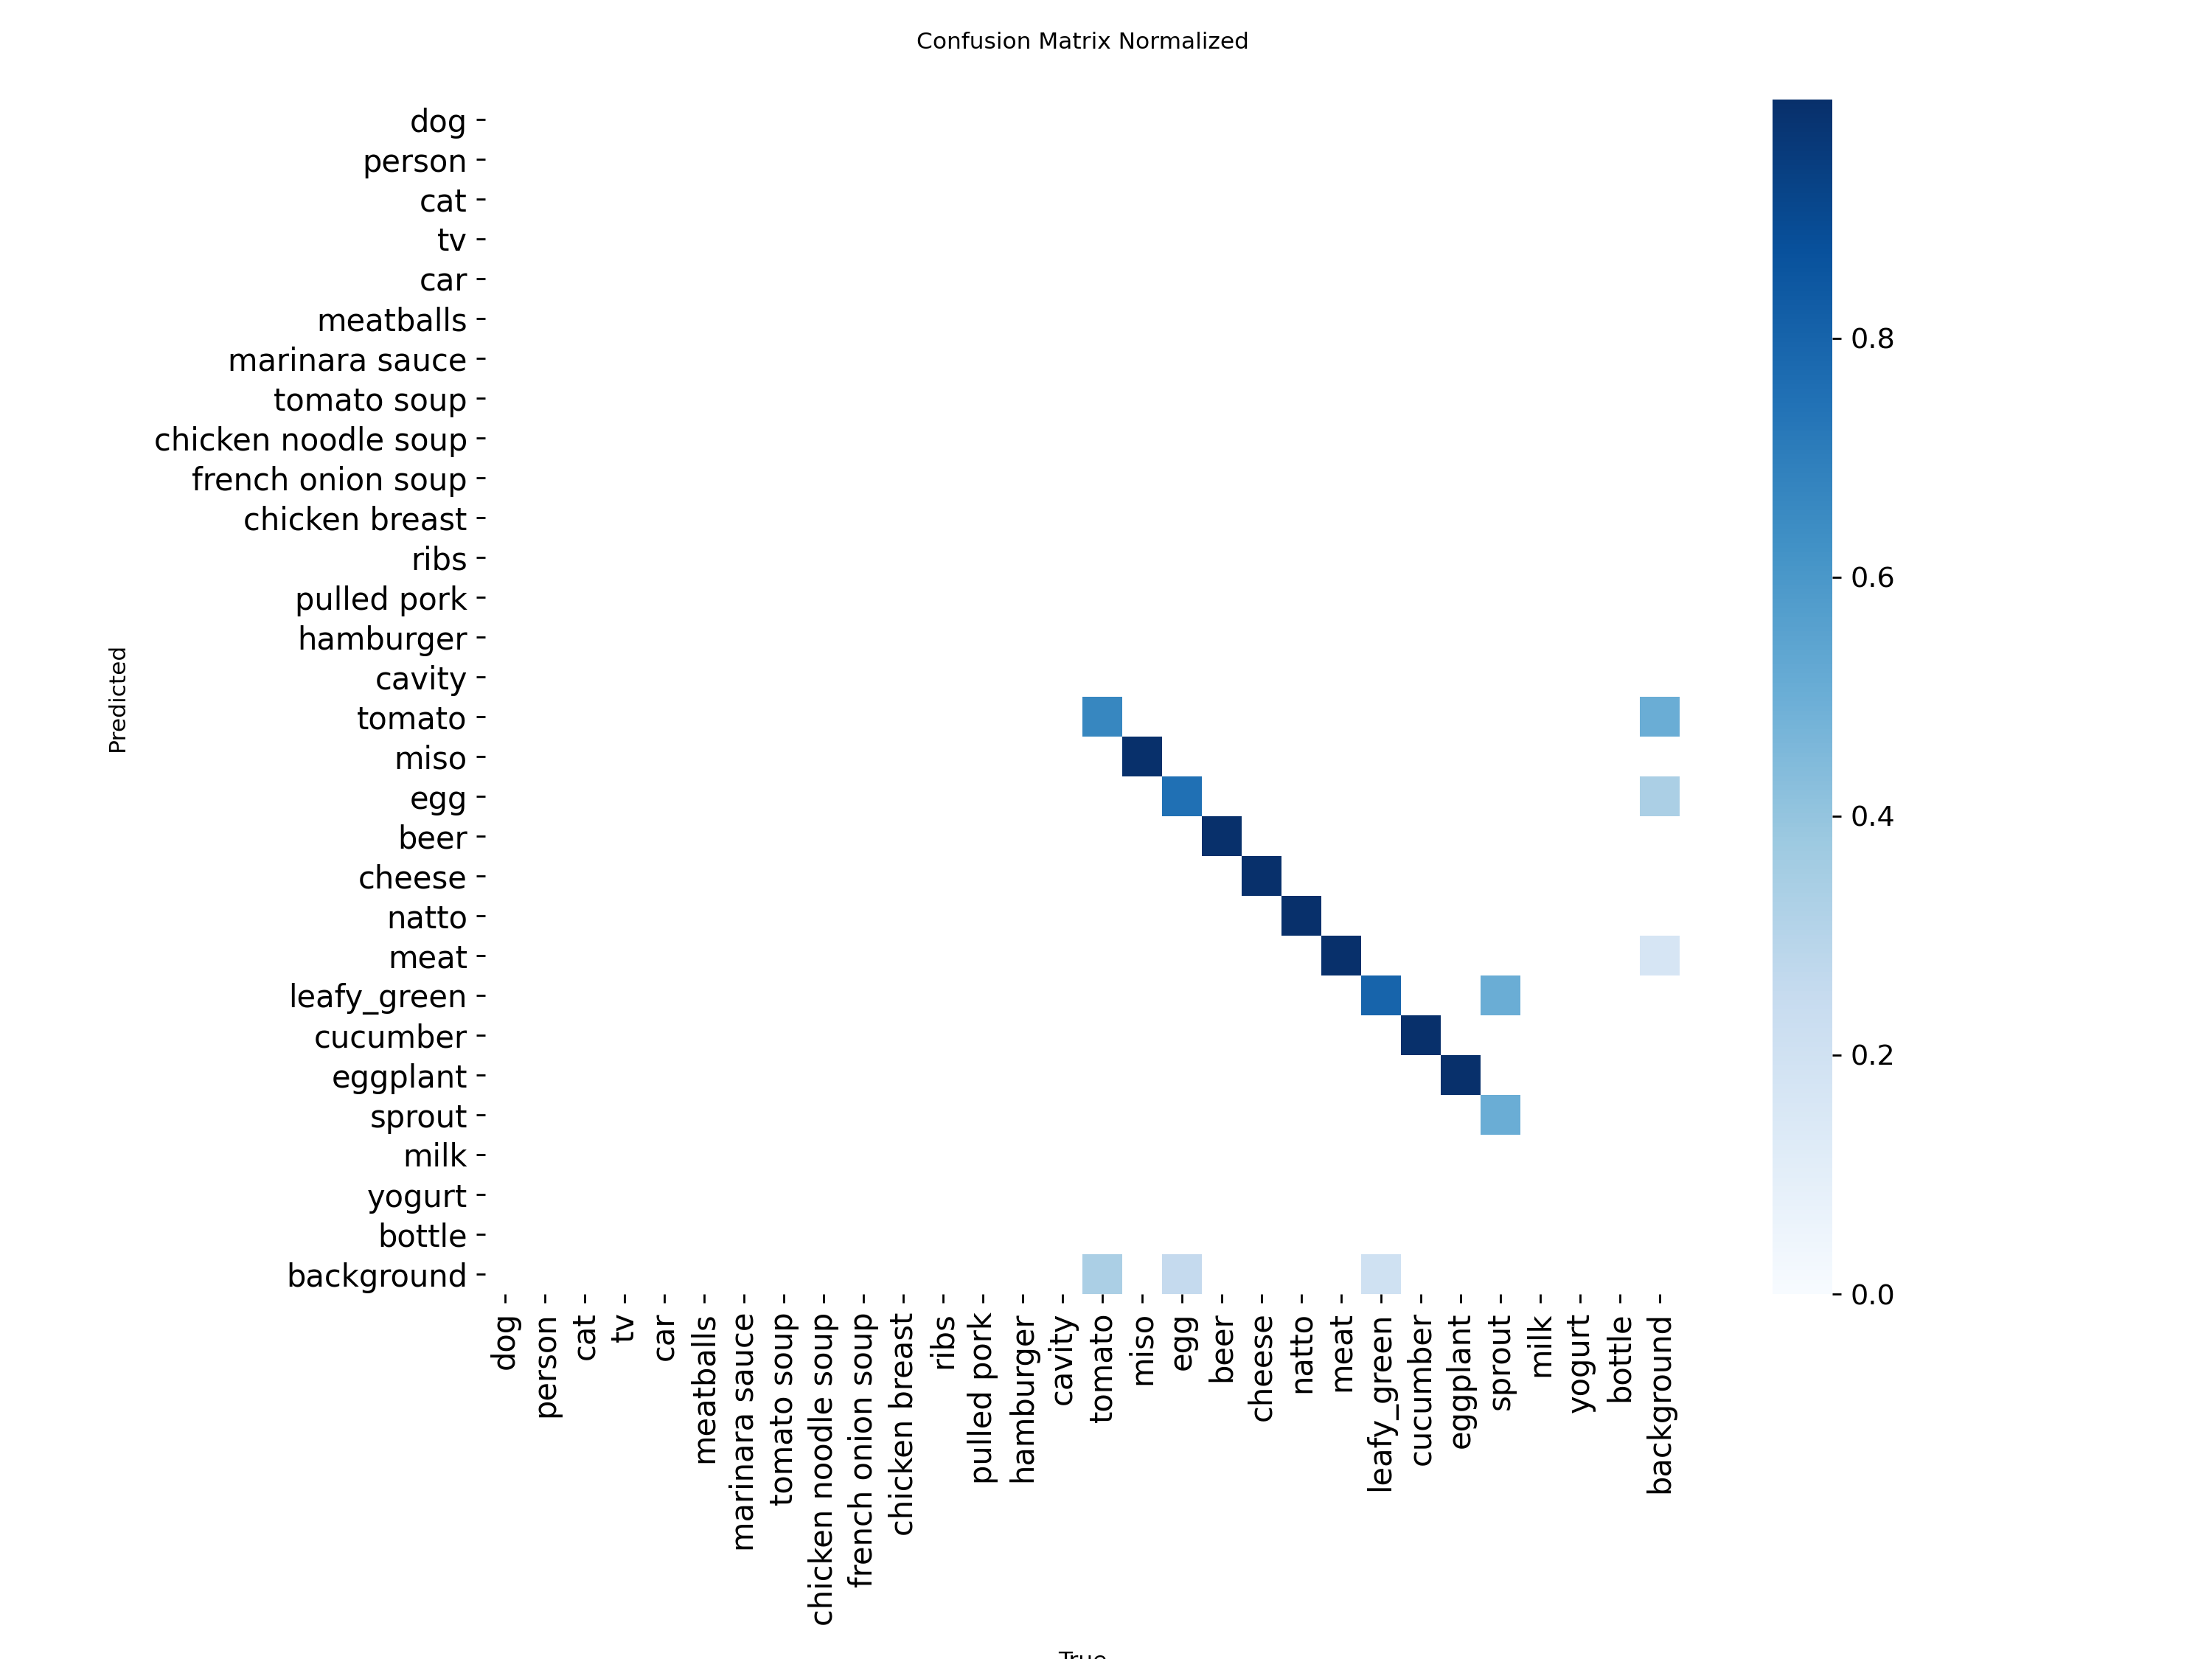 Confusion Matrix Normalized
dog
person
cat
tv
car
meatballs
marinara sauce
tomato soup
chicken noodle soup
french onion soup
chicken breast
ribs
pulled pork
hamburger
cavity
tomato
miso
egg
beer
cheese
natto
meat
leafy_green
cucumber
eggplant
sprout
milk
yogurt
bottle
background
Predicted
0.8
0.6
0.4
0.2
0.0
dog
person
cat
tv
car
meatballs
marinara sauce
tomato soup
chicken noodle soup
french onion soup
chicken breast
ribs
pulled pork
hamburger
cavity
tomato
miso
egg
beer
cheese
natto
meat
leafy_green
cucumber
eggplant
sprout
milk
yogurt
bottle
background
True